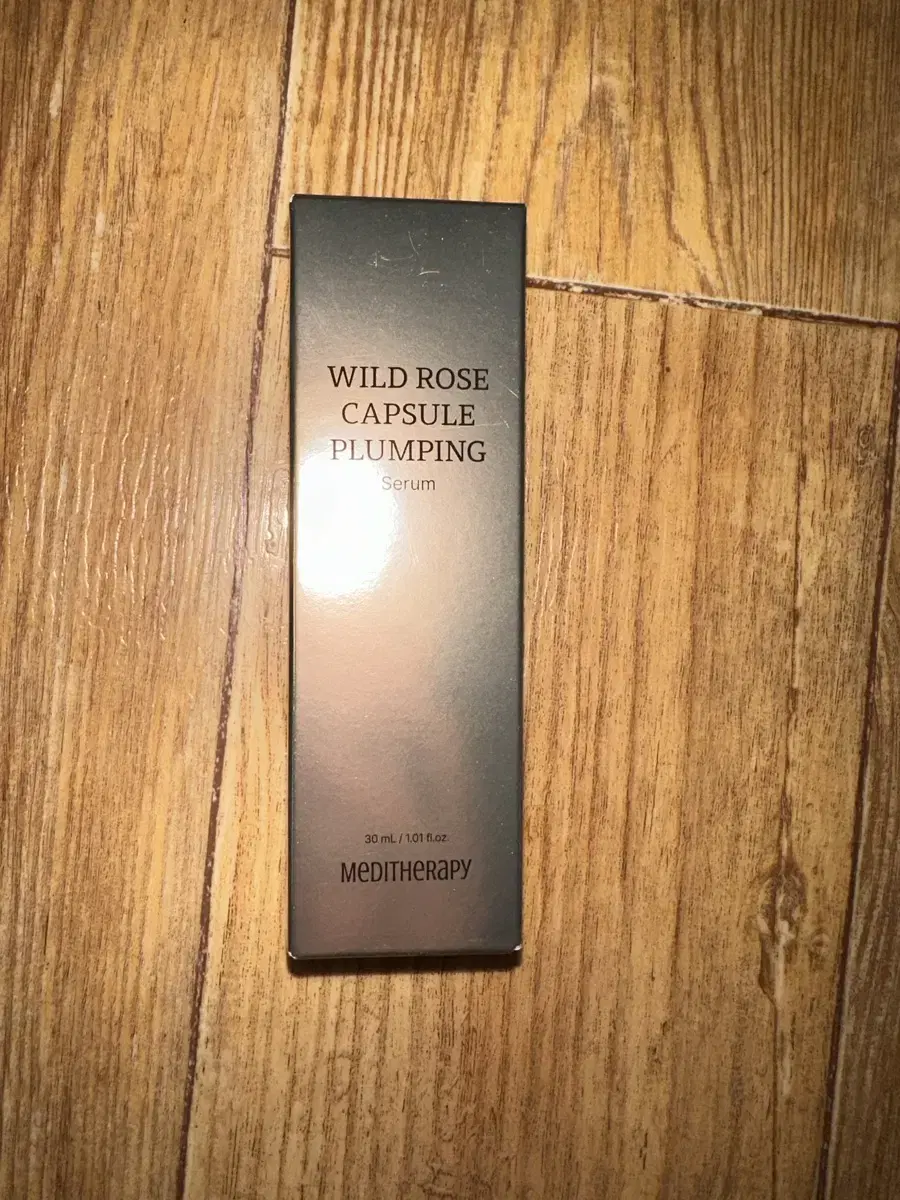 WILD ROSE
CAPSULE
PLUMPING
Serum
30 mL / 1.01 fl.oz.
MeDITHeRaPY